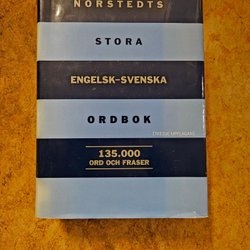 NORSTEDTS
STORA
ENGELSK–SVENSKA
ORDBOK
TREDJE UPPLAGAN
135.000
ORD OCH FRASER